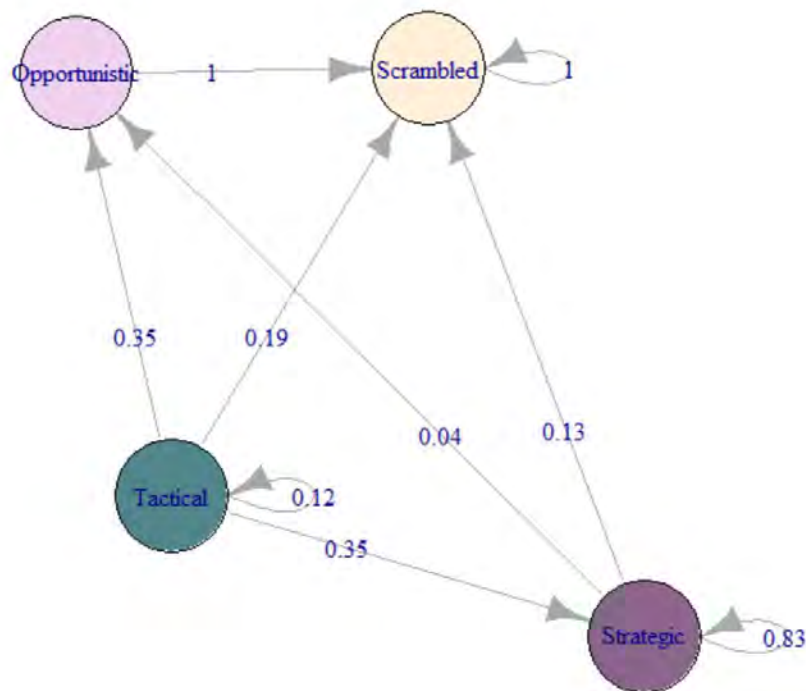 Opportunistic
1
Scrambled
1
0.35
0.19
0.04
0.13
Tactical
0.12
0.35
Strategic
0.83